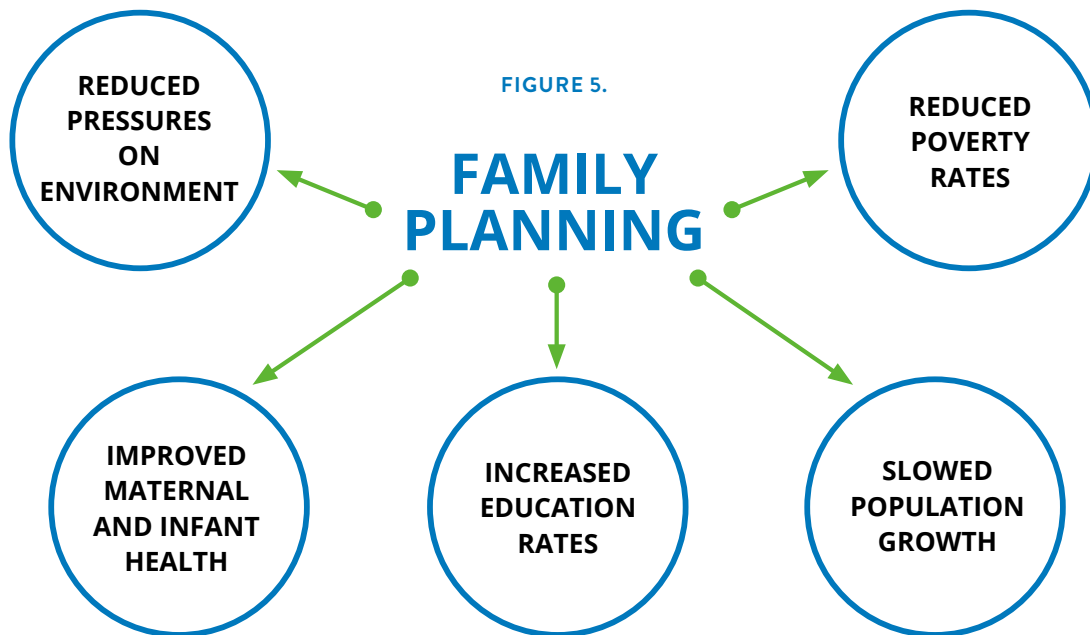 FIGURE 5.
FAMILY
PLANNING
REDUCED
PRESSURES
ON
ENVIRONMENT
REDUCED
POVERTY
RATES
IMPROVED
MATERNAL
AND INFANT
HEALTH
INCREASED
EDUCATION
RATES
SLOWED
POPULATION
GROWTH